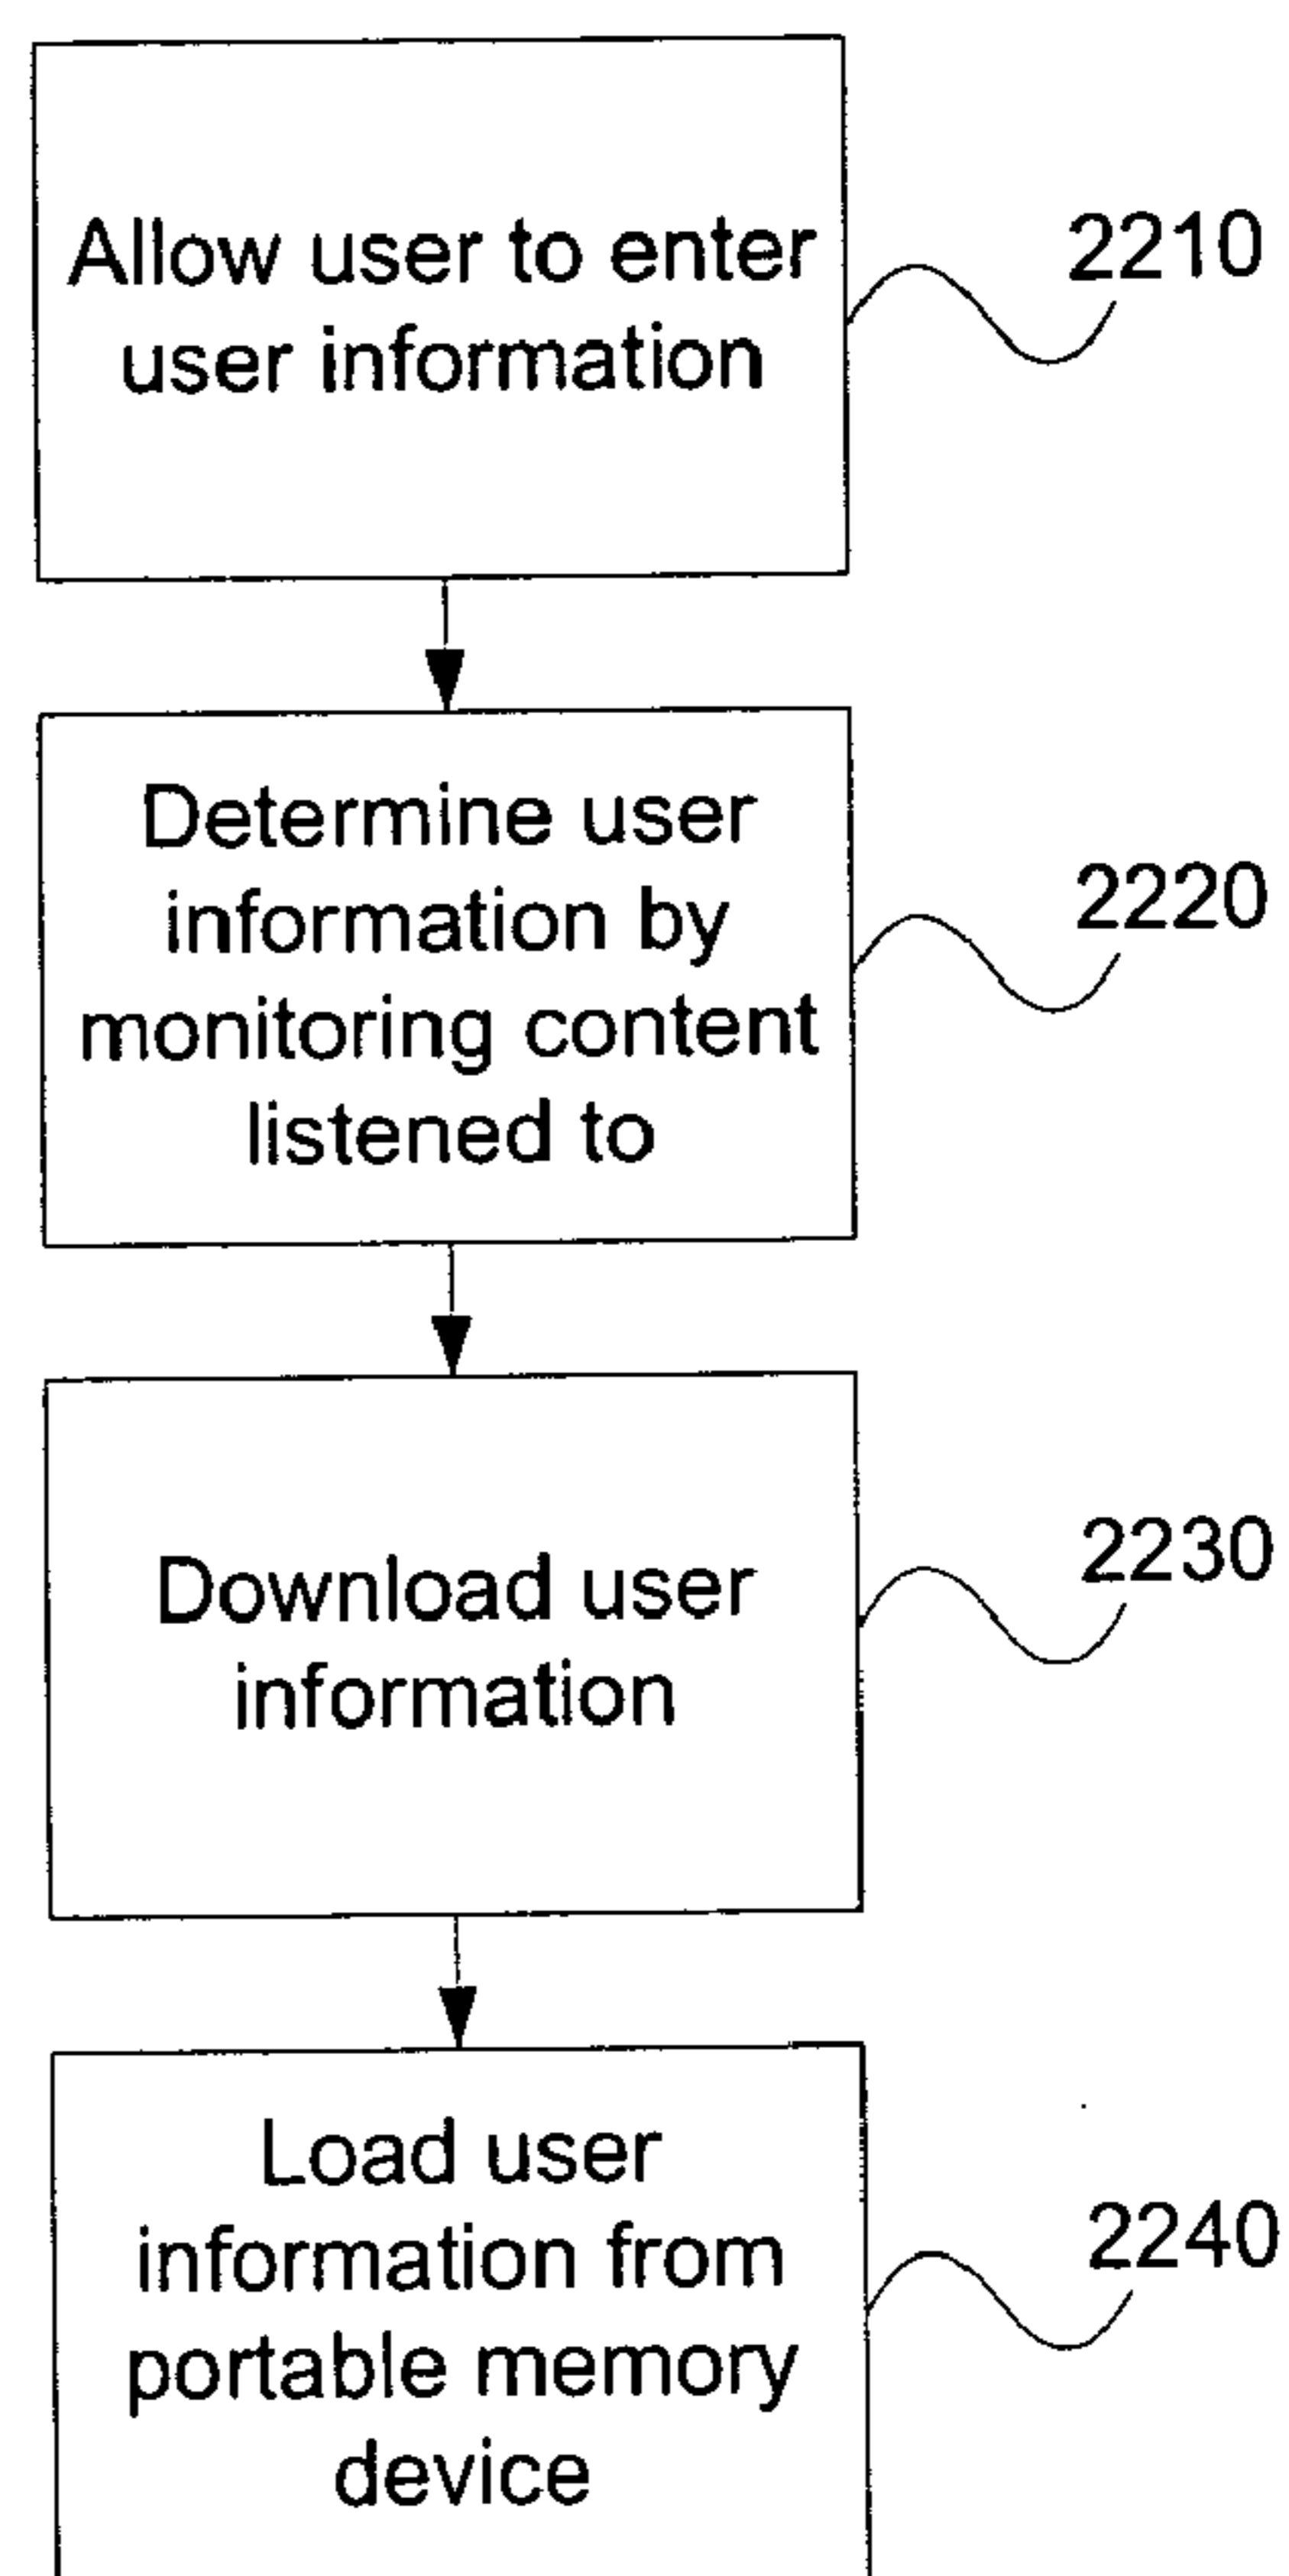 Allow user to enter
user information
2210
Determine user
information by
monitoring content
listened to
2220
Download user
information
2230
Load user
information from
portable memory
device
2240